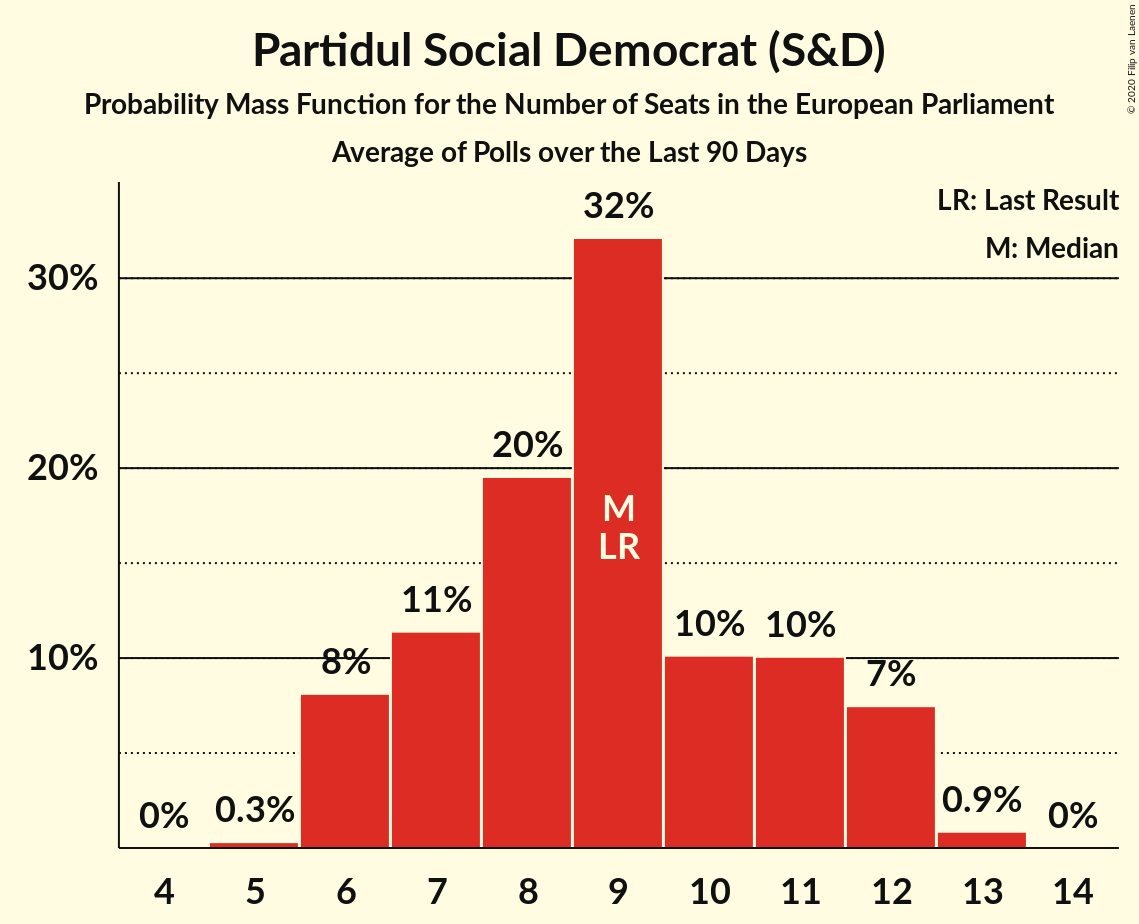 Partidul Social Democrat (S&D)
Probability Mass Function for the Number of Seats in the European Parliament
Average of Polls over the Last 90 Days
© 2020 Filip van Laenen
LR: Last Result
M: Median
30%
20%
10%
0%
0.3%
8%
11%
20%
32%
10%
10%
7%
0.9%
0%
M
LR
4 5 6 7 8 9 10 11 12 13 14